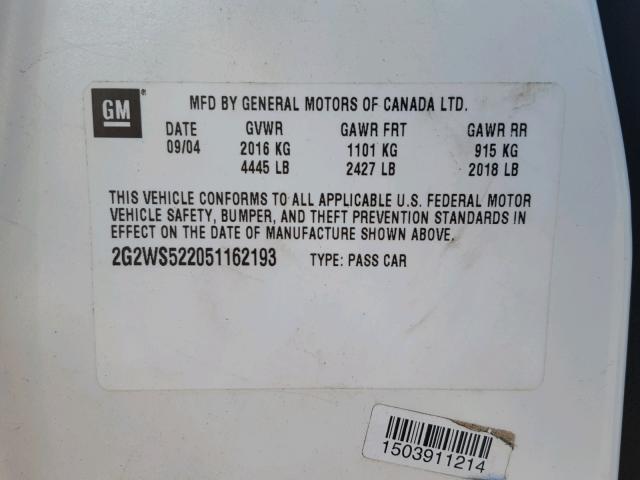 GM ®
MFD BY GENERAL MOTORS OF CANADA LTD.
DATE GVWR GAWR FRT GAWR RR
09/04 2016 KG 1101 KG 915 KG
4445 LB 2427 LB 2018 LB
THIS VEHICLE CONFORMS TO ALL APPLICABLE U.S. FEDERAL MOTOR
VEHICLE SAFETY, BUMPER, AND THEFT PREVENTION STANDARDS IN
EFFECT ON THE DATE OF MANUFACTURE SHOWN ABOVE.
2G2WS522051162193 TYPE: PASS CAR
1503911214